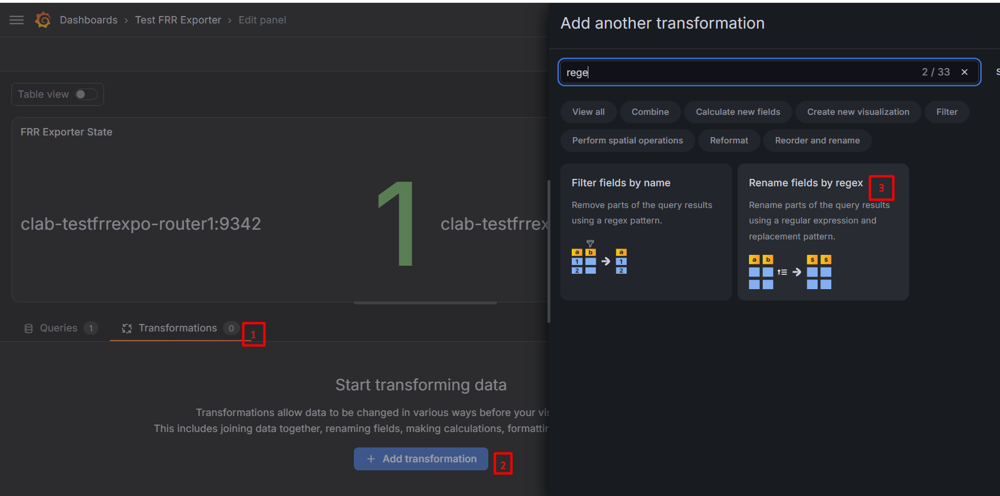 Dashboards › Test FRR Exporter › Edit panel
Table view
FRR Exporter State
clab-testfrrexpo-router1:9342
1
clab-testfrrex
Queries 1
Transformations 0
1
Start transforming data
Transformations allow data to be changed in various ways before your vis
This includes joining data together, renaming fields, making calculations, formattin
+ Add transformation
2
Add another transformation
rege
2 / 33
S
View all
Combine
Calculate new fields
Create new visualization
Filter
Perform spatial operations
Reformat
Reorder and rename
Filter fields by name
Remove parts of the query results
using a regex pattern.
a b a
1 1
2 2
Rename fields by regex
3
Rename parts of the query results
using a regular expression and
replacement pattern.
a b $ $